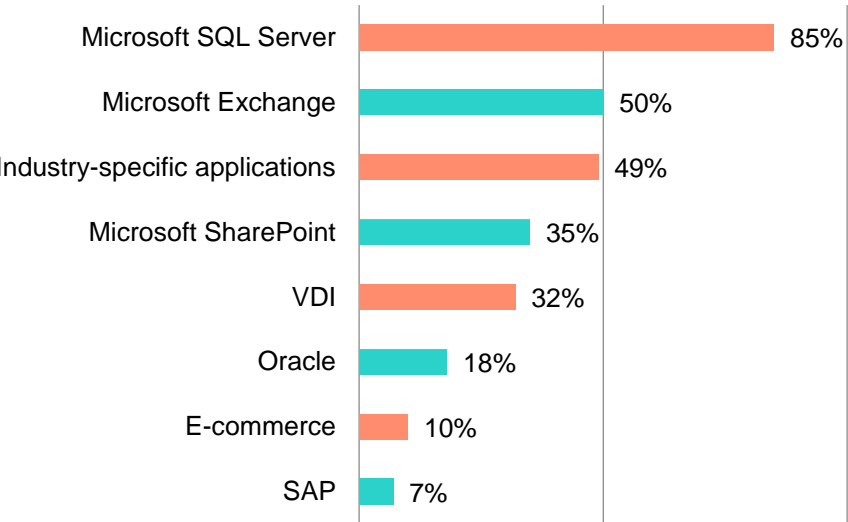 Microsoft SQL Server 85%
Microsoft Exchange 50%
Industry-specific applications 49%
Microsoft SharePoint 35%
VDI 32%
Oracle 18%
E-commerce 10%
SAP 7%